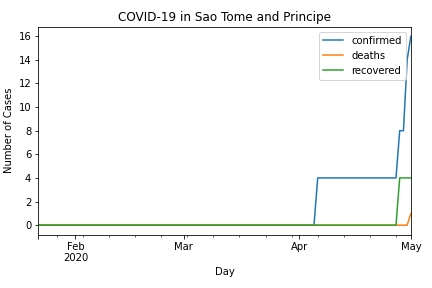 COVID-19 in Sao Tome and Principe
confirmed
deaths
recovered
Number of Cases
16
14
12
10
8
6
4
2
0
Feb
2020
Mar
Apr
May
Day